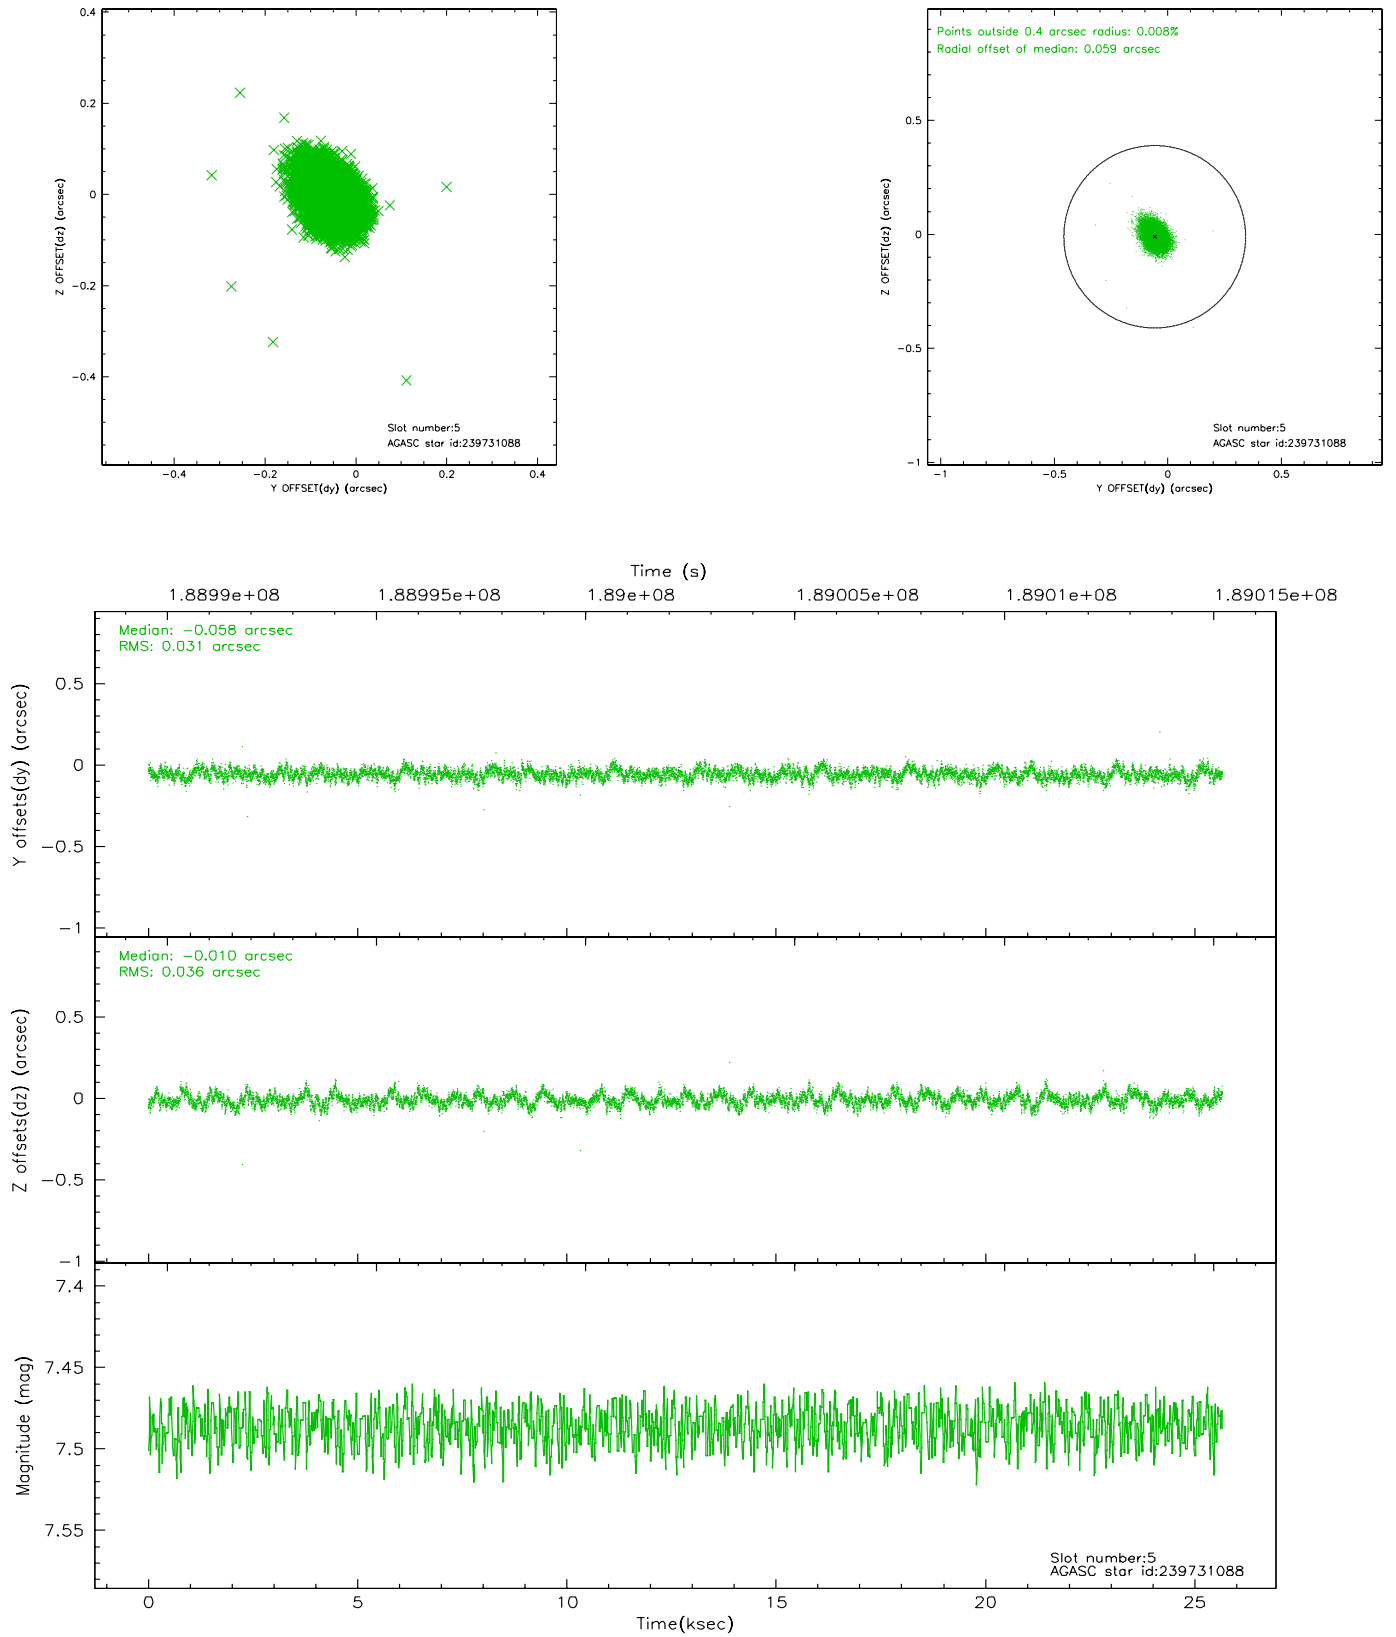 0.4
0.2
0
−0.2
−0.4
Z OFFSET(dz) (arcsec)
Slot number:5
AGASC star id:239731088
−0.4 −0.2 0 0.2 0.4
Y OFFSET(dy) (arcsec)
Points outside 0.4 arcsec radius: 0.008%
Radial offset of median: 0.059 arcsec
0.5
0
−0.5
−1
Z OFFSET(dz) (arcsec)
Slot number:5
AGASC star id:239731088
−1 −0.5 0 0.5
Y OFFSET(dy) (arcsec)
Time (s)
1.8899e+08 1.88995e+08 1.89e+08 1.89005e+08 1.8901e+08 1.89015e+08
Median: −0.058 arcsec
RMS: 0.031 arcsec
0.5
0
−0.5
−1
Y offsets(dy) (arcsec)
Median: −0.010 arcsec
RMS: 0.036 arcsec
0.5
0
−0.5
−1
Z offsets(dz) (arcsec)
7.4
7.45
7.5
7.55
Magnitude (mag)
Slot number:5
AGASC star id:239731088
0 5 10 15 20 25
Time(ksec)